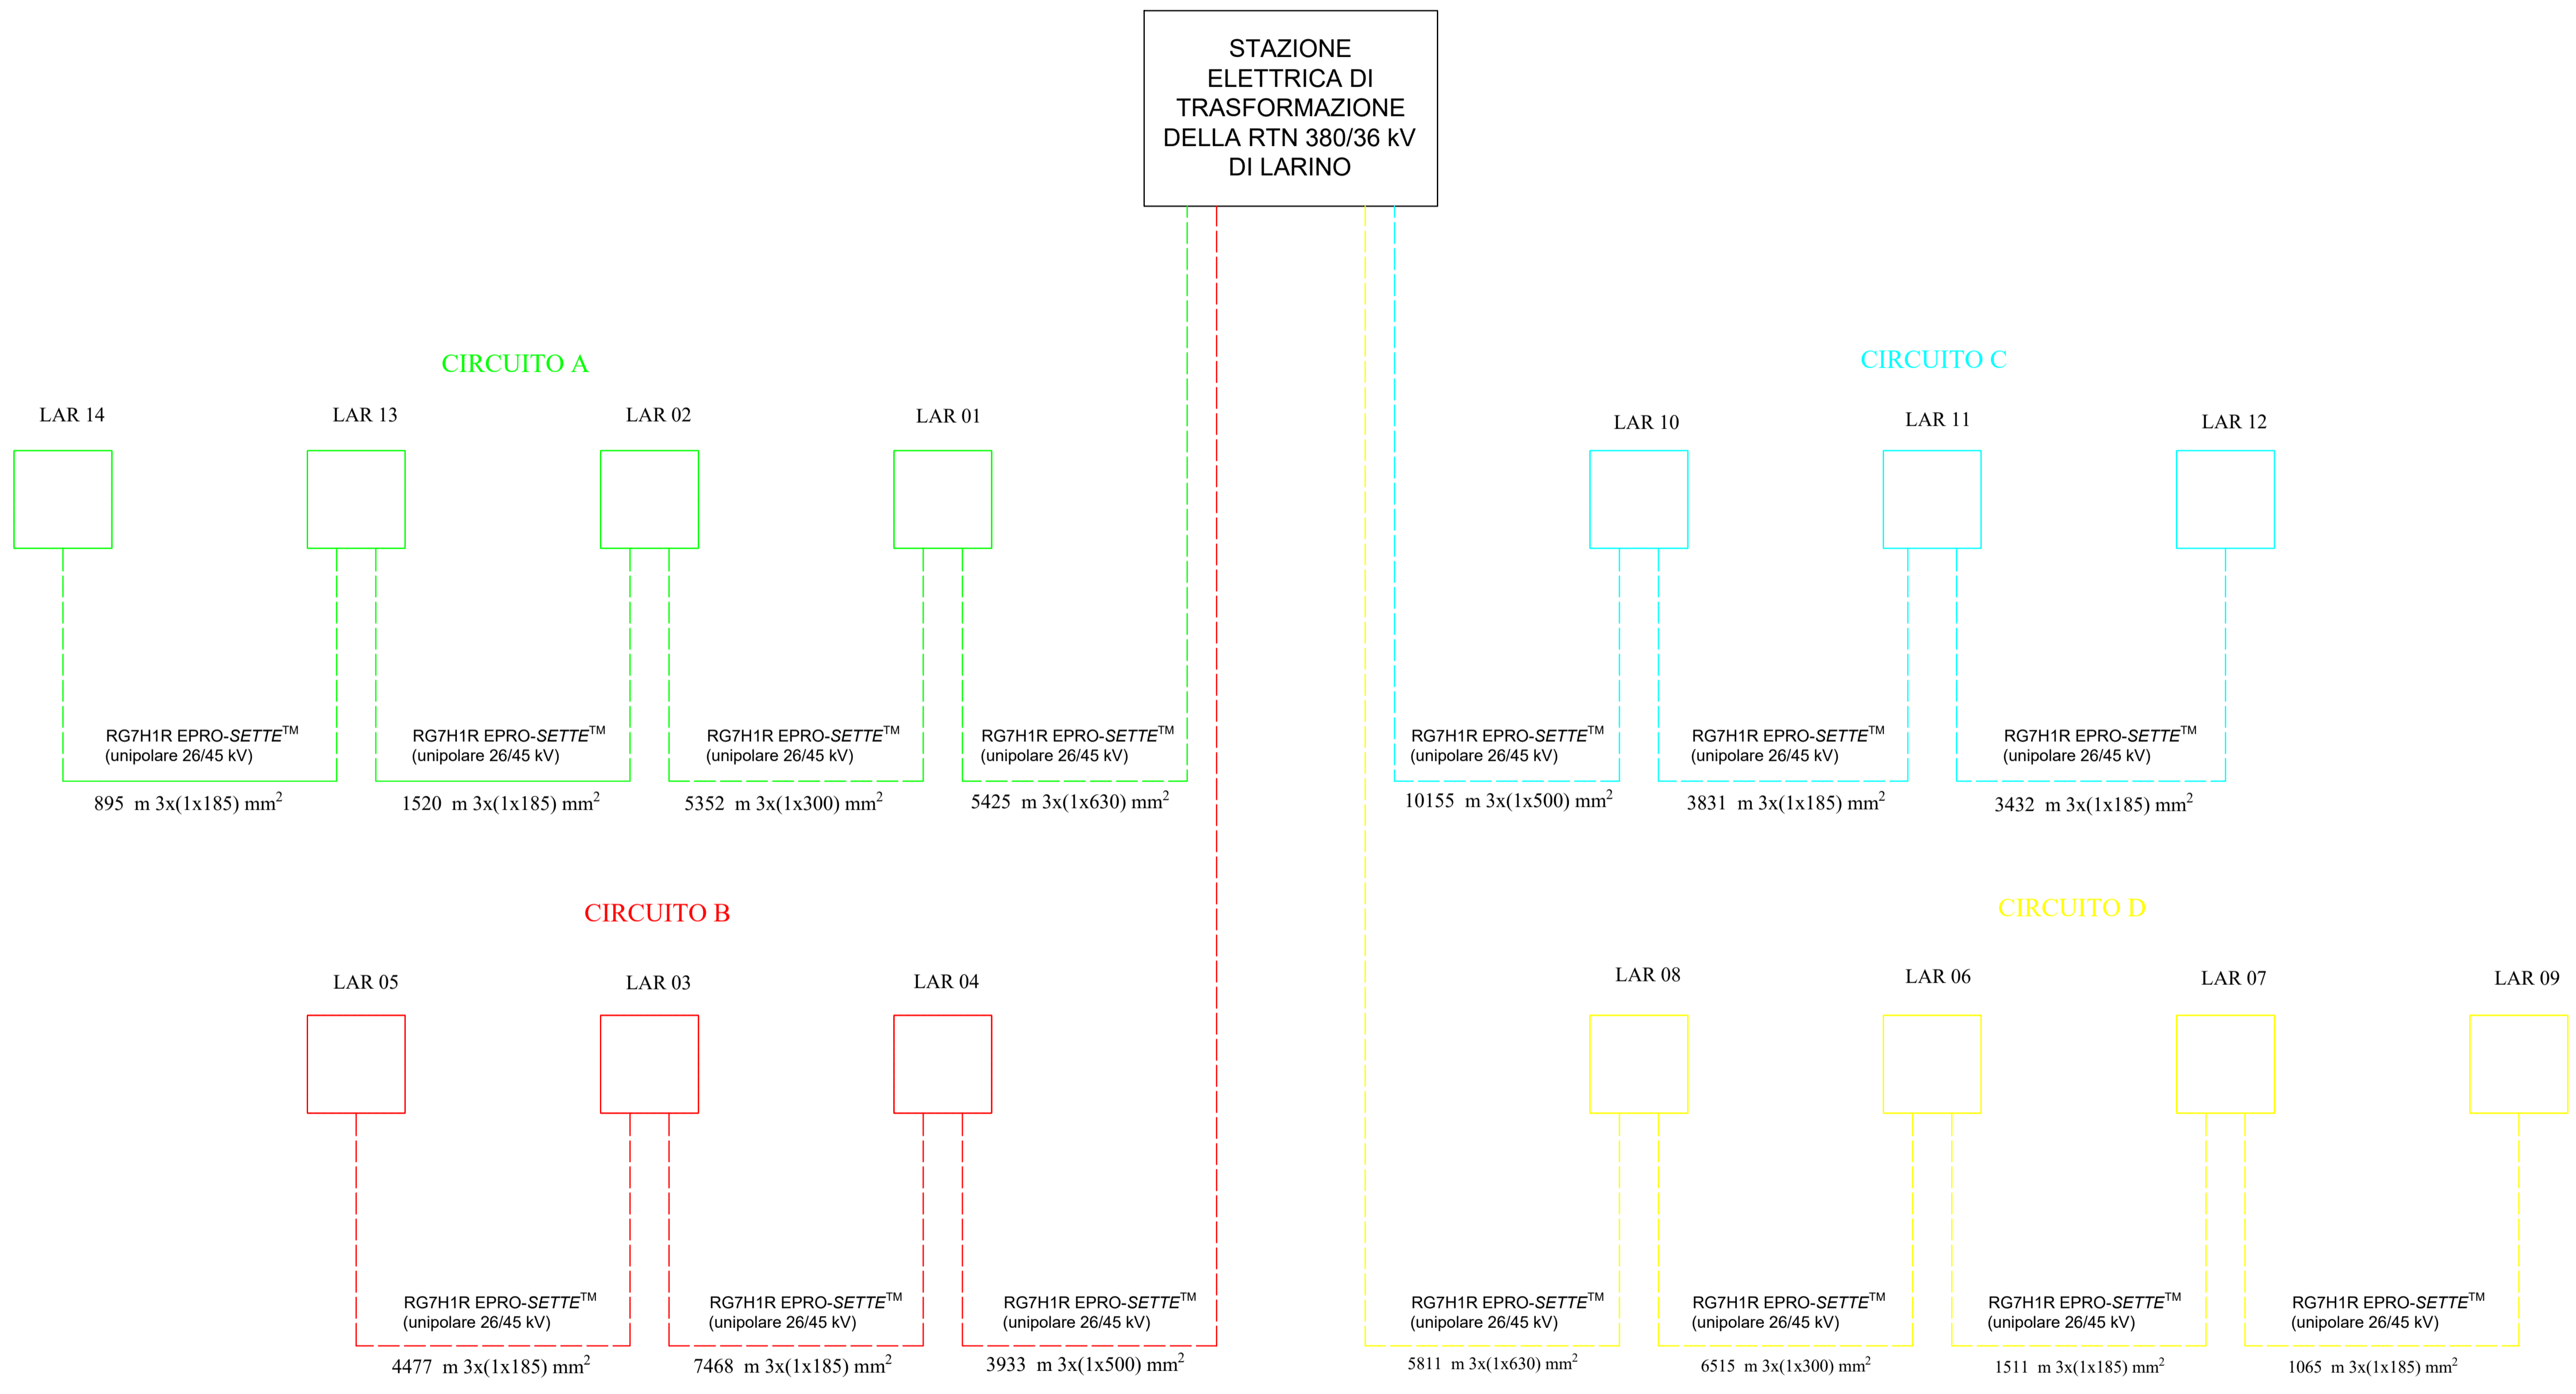 STAZIONE
ELETTRICA DI
TRASFORMAZIONE
DELLA RTN 380/36 kV
DI LARINO
CIRCUITO A
LAR 14
LAR 13
LAR 02
LAR 01
RG7H1R EPRO-SETTE™
(unipolare 26/45 kV)
RG7H1R EPRO-SETTE™
(unipolare 26/45 kV)
RG7H1R EPRO-SETTE™
(unipolare 26/45 kV)
RG7H1R EPRO-SETTE™
(unipolare 26/45 kV)
895 m 3x(1x185) mm²
1520 m 3x(1x185) mm²
5352 m 3x(1x300) mm²
5425 m 3x(1x630) mm²
CIRCUITO C
LAR 10
LAR 11
LAR 12
RG7H1R EPRO-SETTE™
(unipolare 26/45 kV)
RG7H1R EPRO-SETTE™
(unipolare 26/45 kV)
RG7H1R EPRO-SETTE™
(unipolare 26/45 kV)
10155 m 3x(1x500) mm²
3831 m 3x(1x185) mm²
3432 m 3x(1x185) mm²
CIRCUITO B
LAR 05
LAR 03
LAR 04
RG7H1R EPRO-SETTE™
(unipolare 26/45 kV)
RG7H1R EPRO-SETTE™
(unipolare 26/45 kV)
RG7H1R EPRO-SETTE™
(unipolare 26/45 kV)
4477 m 3x(1x185) mm²
7468 m 3x(1x185) mm²
3933 m 3x(1x500) mm²
CIRCUITO D
LAR 08
LAR 06
LAR 07
LAR 09
RG7H1R EPRO-SETTE™
(unipolare 26/45 kV)
RG7H1R EPRO-SETTE™
(unipolare 26/45 kV)
RG7H1R EPRO-SETTE™
(unipolare 26/45 kV)
RG7H1R EPRO-SETTE™
(unipolare 26/45 kV)
5811 m 3x(1x630) mm²
6515 m 3x(1x300) mm²
1511 m 3x(1x185) mm²
1065 m 3x(1x185) mm²